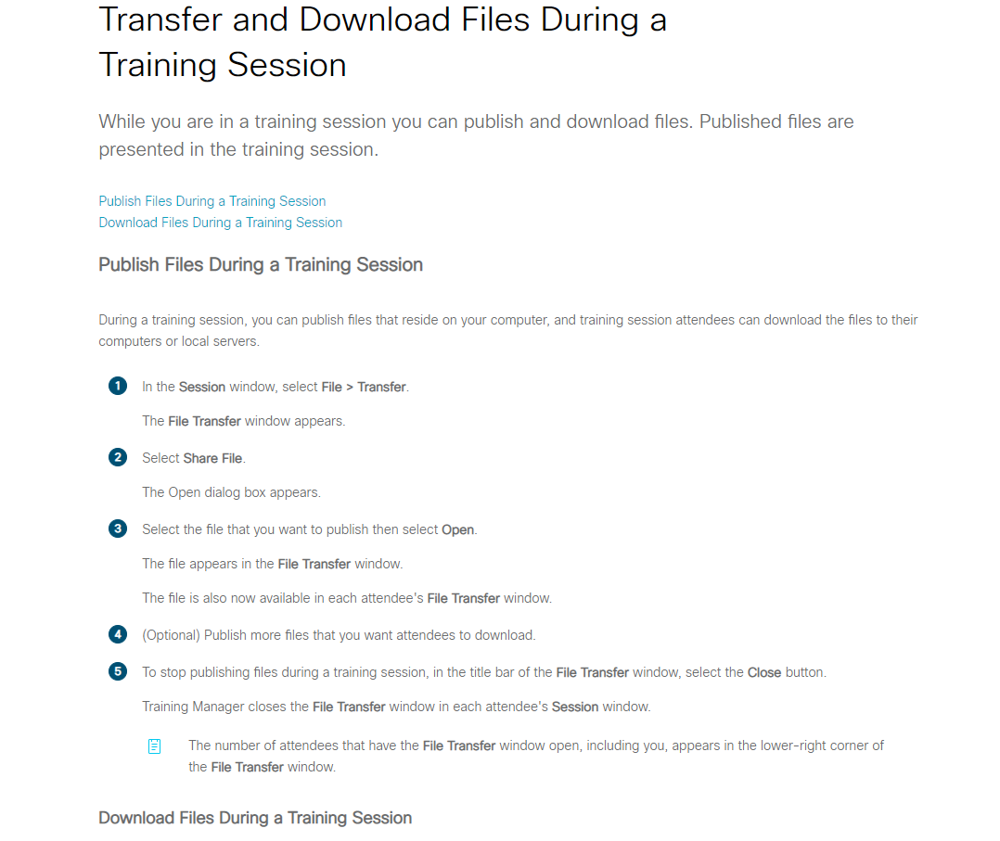 Transfer and Download Files During a
Training Session
While you are in a training session you can publish and download files. Published files are
presented in the training session.
Publish Files During a Training Session
Download Files During a Training Session
Publish Files During a Training Session
During a training session, you can publish files that reside on your computer, and training session attendees can download the files to their
computers or local servers.
1 In the Session window, select File > Transfer.
The File Transfer window appears.
2 Select Share File.
The Open dialog box appears.
3 Select the file that you want to publish then select Open.
The file appears in the File Transfer window.
The file is also now available in each attendee's File Transfer window.
4 (Optional) Publish more files that you want attendees to download.
5 To stop publishing files during a training session, in the title bar of the File Transfer window, select the Close button.
Training Manager closes the File Transfer window in each attendee's Session window.
The number of attendees that have the File Transfer window open, including you, appears in the lower-right corner of
the File Transfer window.
Download Files During a Training Session